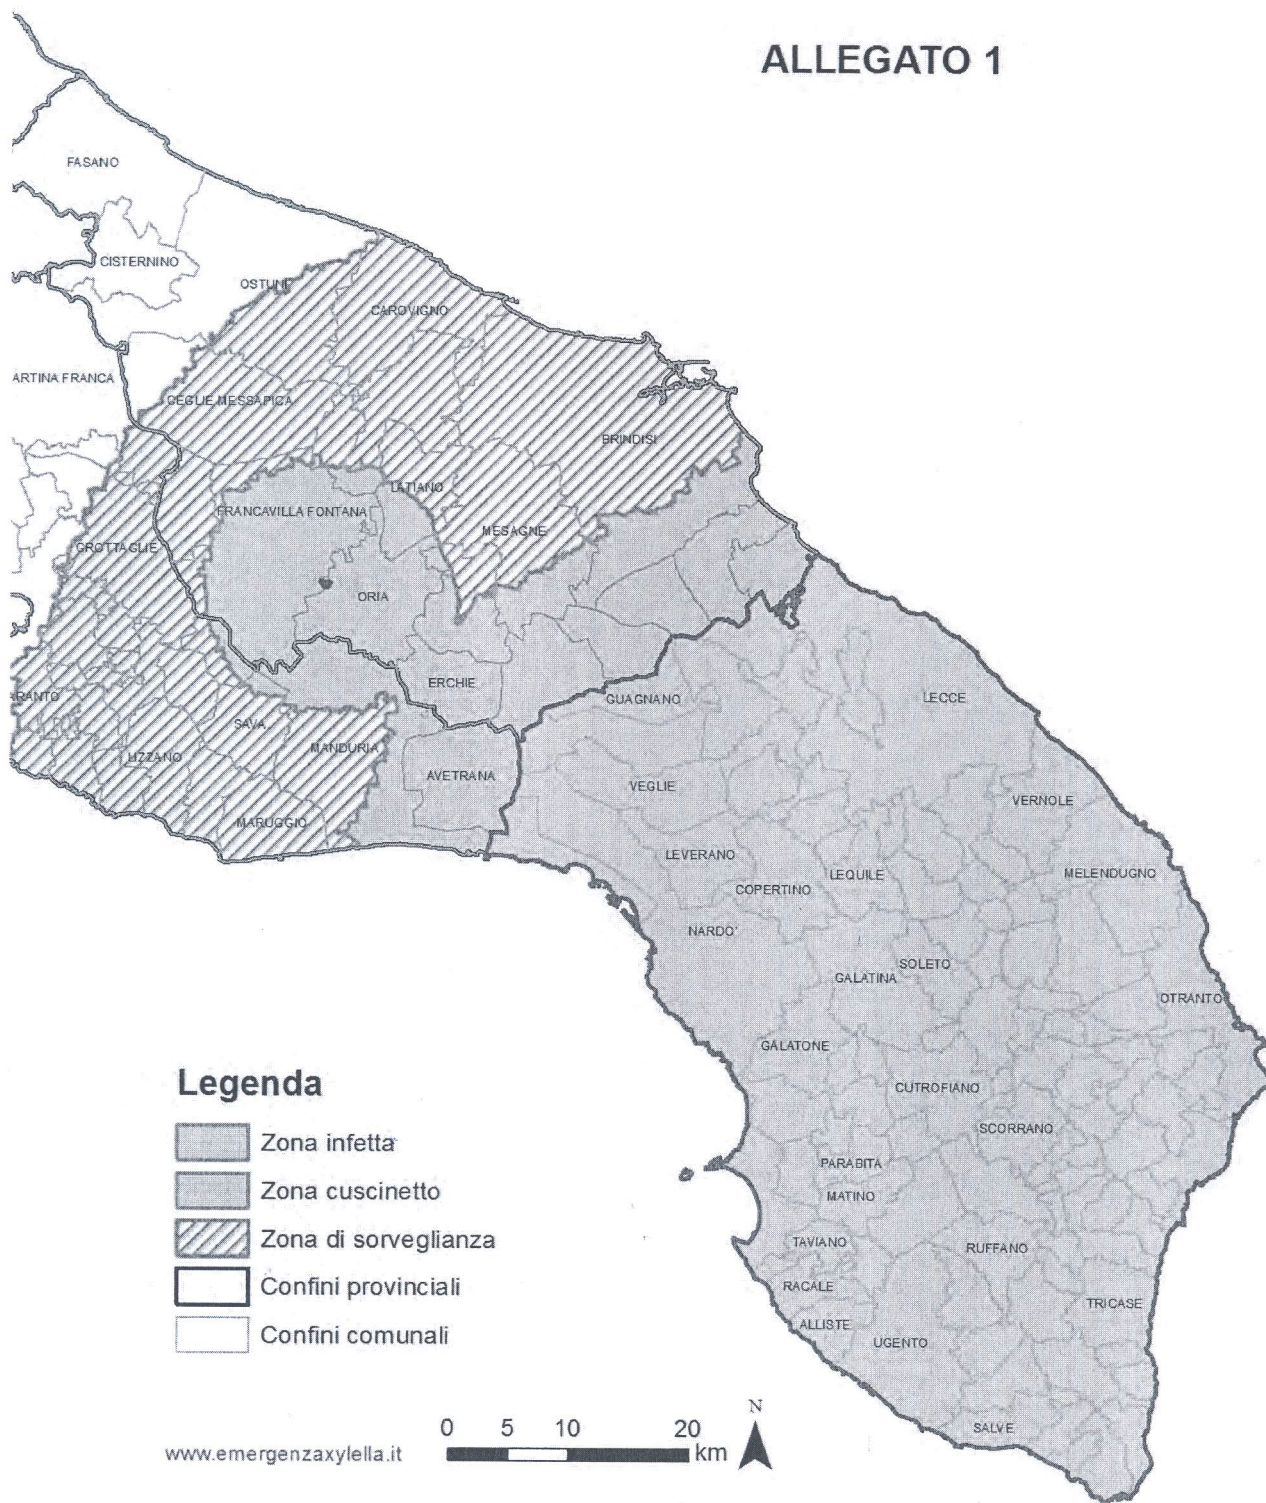 ALLEGATO 1
FASANO
CISTERNINO
OSTUNI
CAROVIGNO
ARTINA FRANCA
CEGLIE MESSAPICA
BRINDISI
LATIANO
FRANCAVILLA FONTANA
MESAGNE
GROTTAGLIE
ORIA
ERCHIE
GUAGNANO
LECCE
RANTO
SAVA
MANDURIA
LIZZANO
AVETRANA
VEGLIE
VERNOLE
MARUGGIO
LEVERANO
LEQUILE
MELENDUGNO
COPERTINO
NARDO'
SOLETO
GALATINA
OTRANTO
GALATONE
CUTROFIANO
SCORRANO
PARABITA
MATINO
TAVIANO
RUFFANO
RACALE
TRICASE
ALLISTE
UGENTO
SALVE
Legenda
Zona infetta
Zona cuscinetto
Zona di sorveglianza
Confini provinciali
Confini comunali
www.emergenzaxylella.it
0 5 10 20
km
N